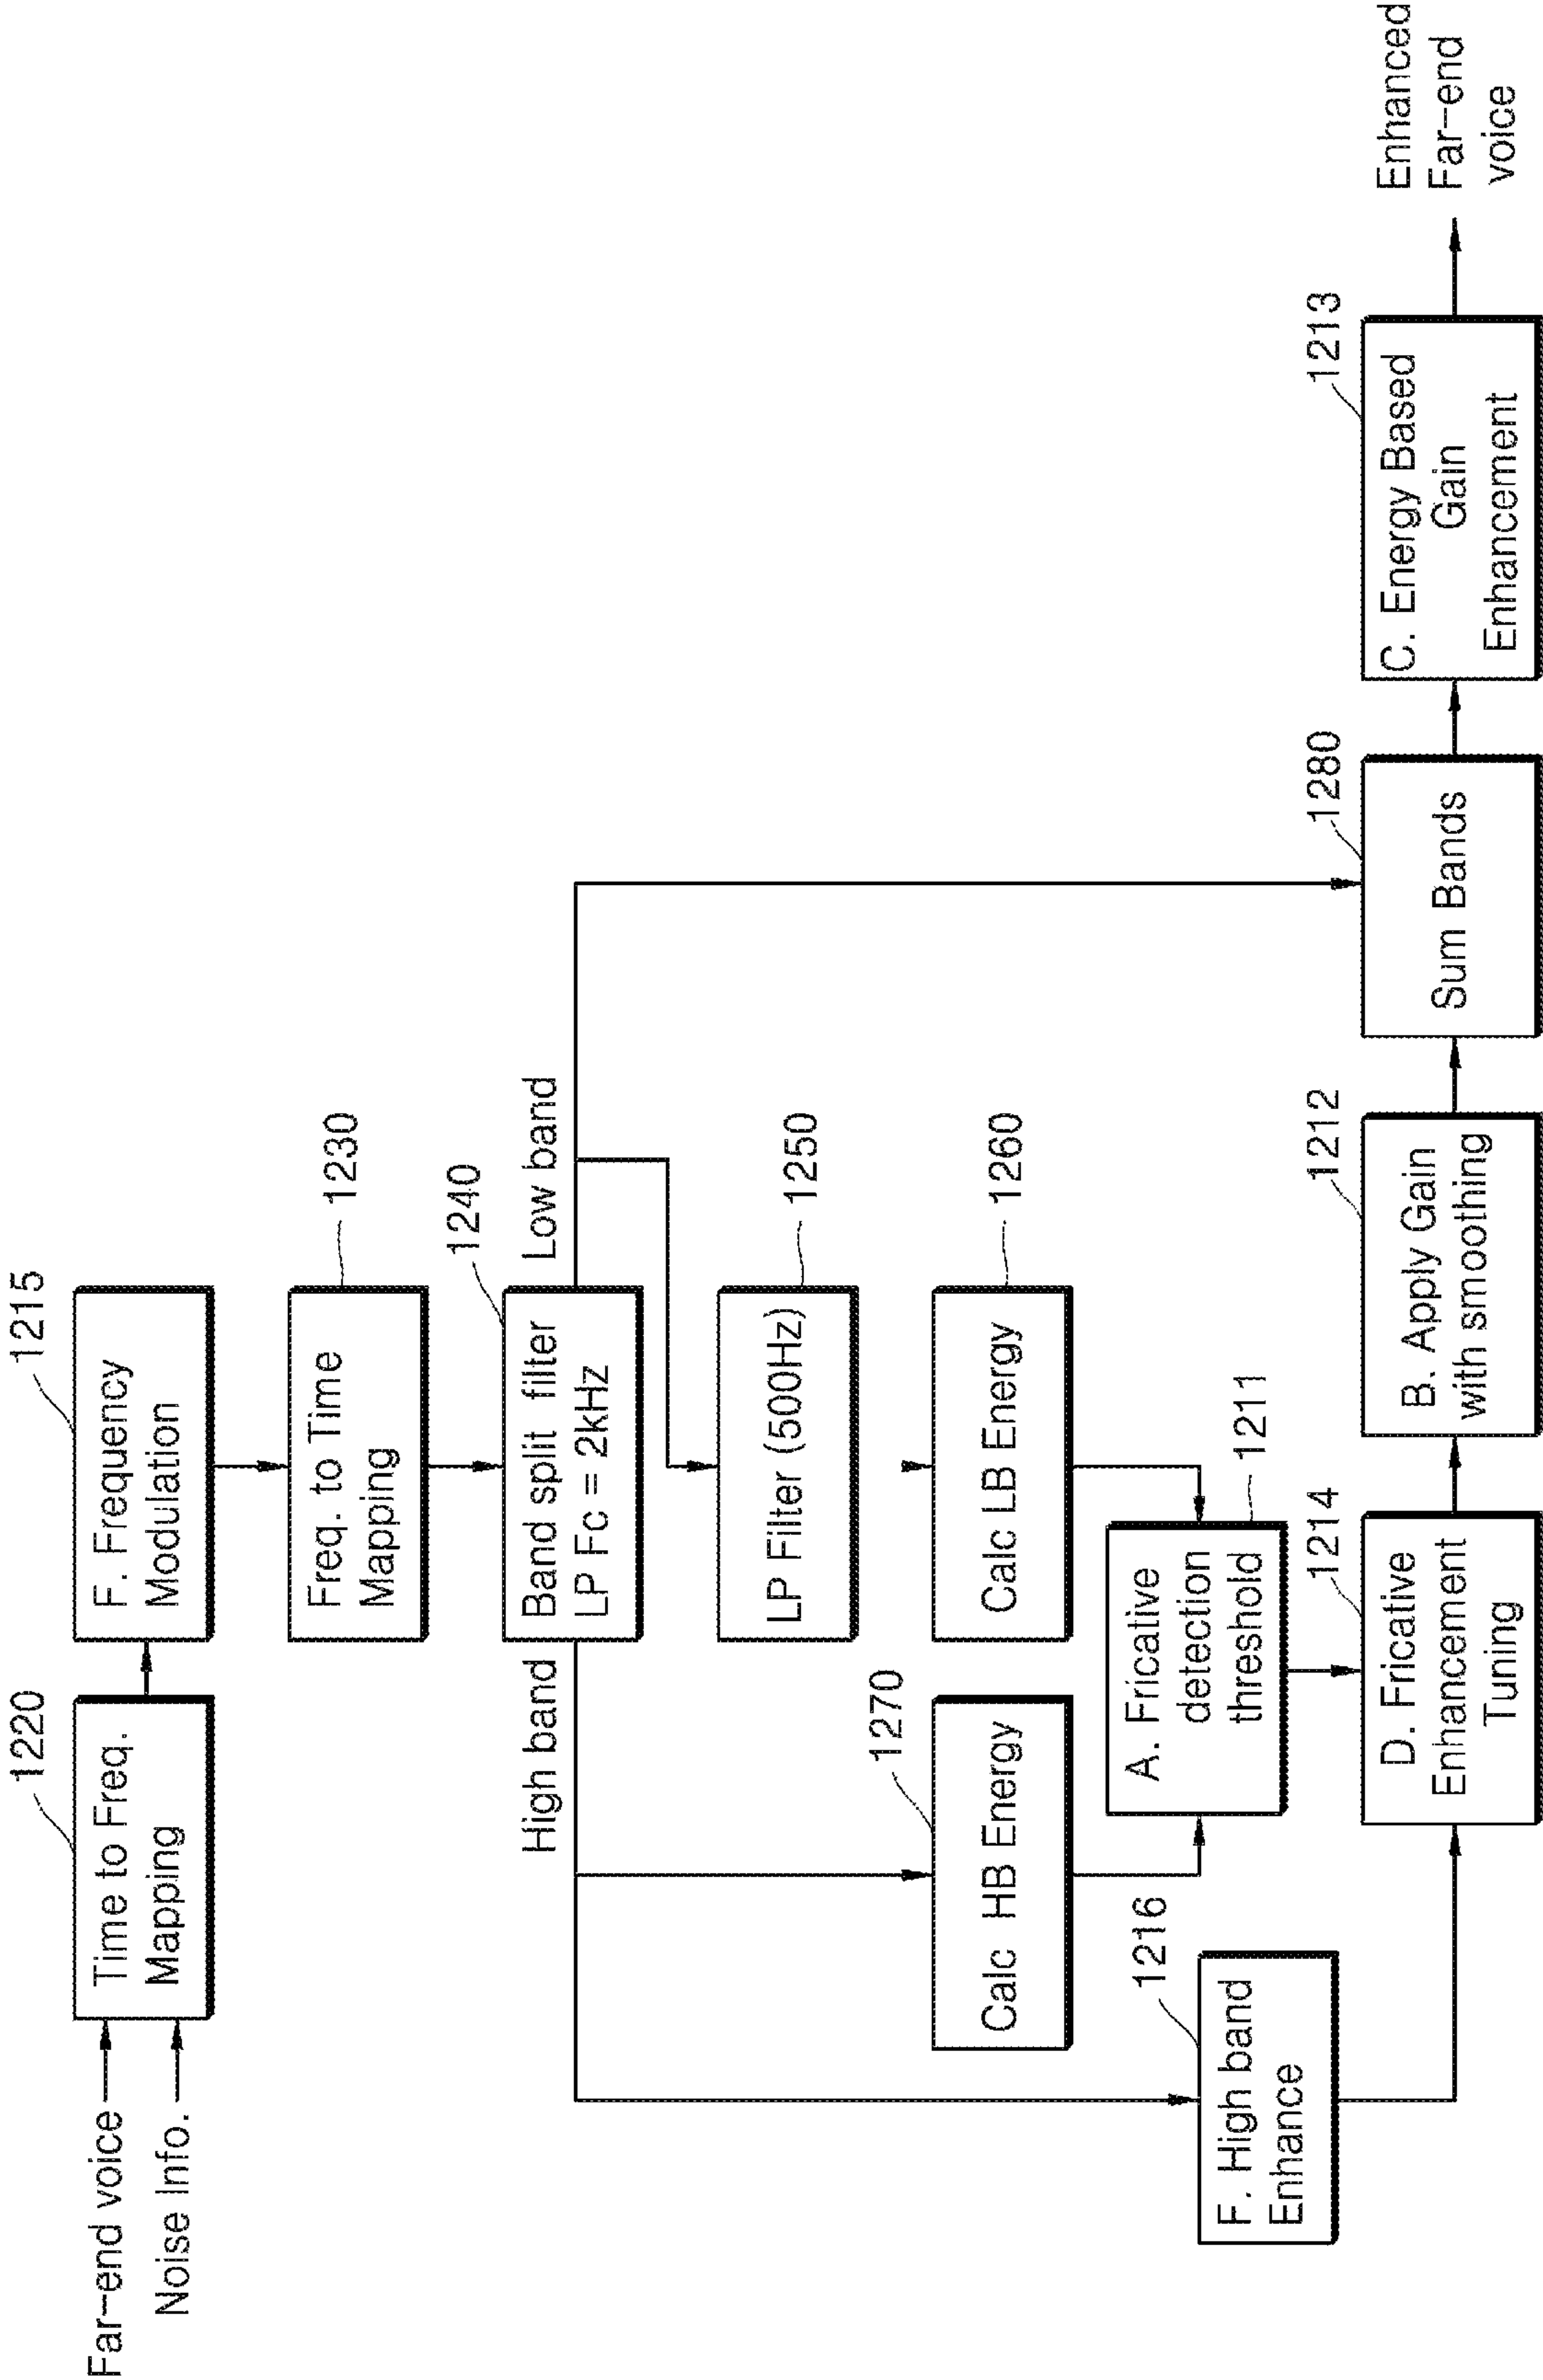 Far-end voice
Noise Info.
1220
Time to Freq.
Mapping
1215
F. Frequency
Modulation
1230
Freq. to Time
Mapping
1240
Band split filter
LP Fc = 2kHz
High band
Low band
1250
LP Filter (500Hz)
1270
Calc HB Energy
1260
Calc LB Energy
1211
A. Fricative
detection
threshold
1216
F. High band
Enhance
1214
D. Fricative
Enhancement
Tuning
1212
B. Apply Gain
with smoothing
1280
Sum Bands
1213
C. Energy Based
Gain
Enhancement
Enhanced
Far-end
voice